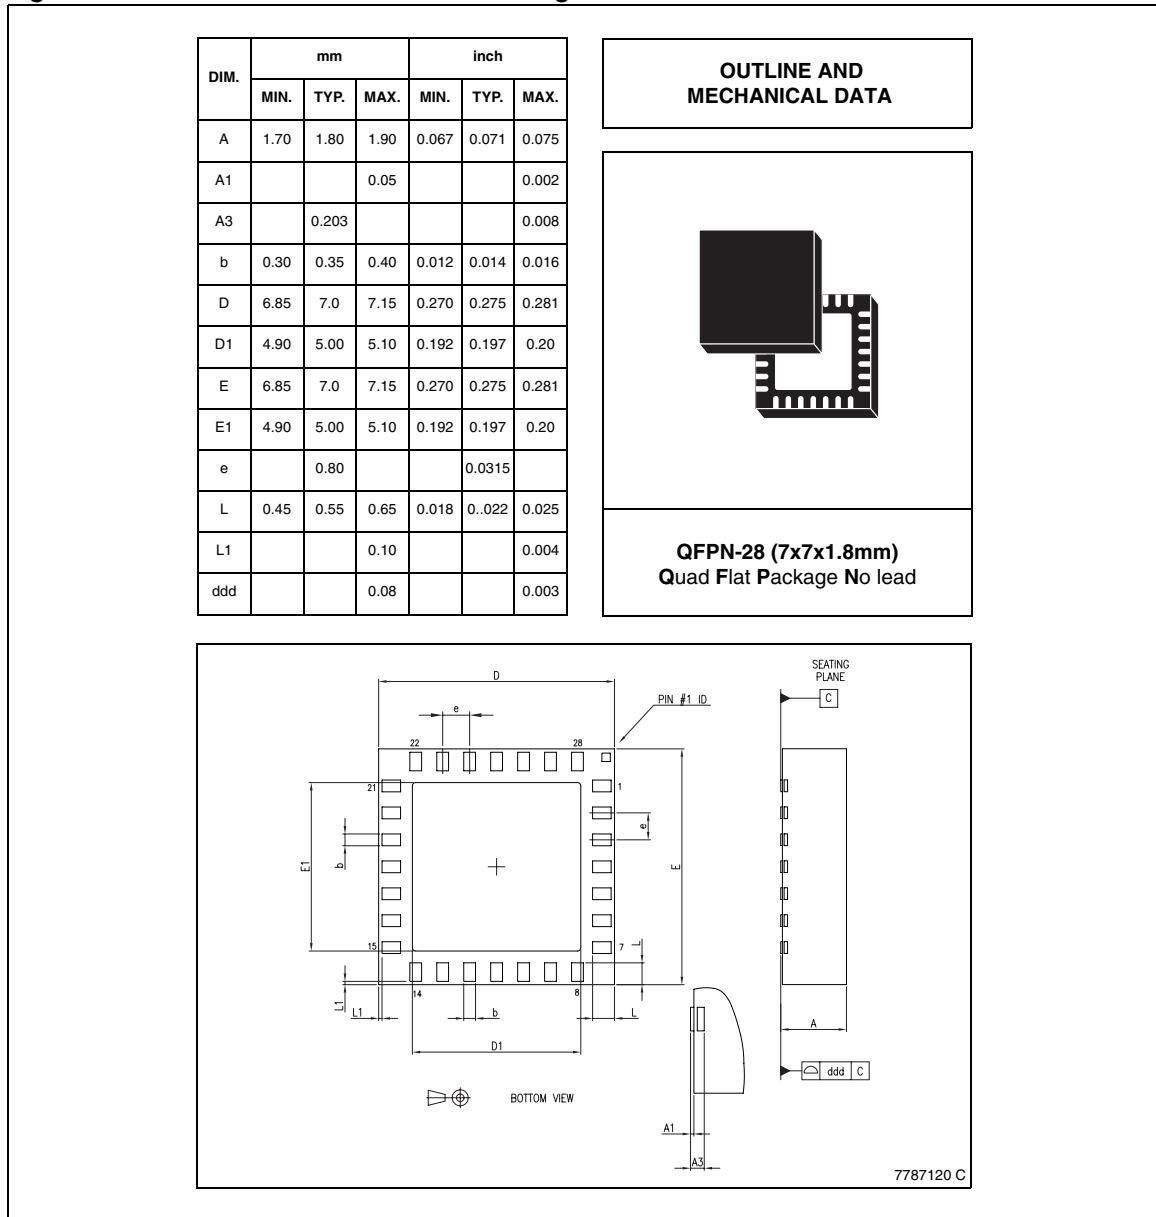 DIM. mm inch
MIN. TYP. MAX. MIN. TYP. MAX.
A 1.70 1.80 1.90 0.067 0.071 0.075
A1 0.05 0.002
A3 0.203 0.008
b 0.30 0.35 0.40 0.012 0.014 0.016
D 6.85 7.0 7.15 0.270 0.275 0.281
D1 4.90 5.00 5.10 0.192 0.197 0.20
E 6.85 7.0 7.15 0.270 0.275 0.281
E1 4.90 5.00 5.10 0.192 0.197 0.20
e 0.80 0.0315
L 0.45 0.55 0.65 0.018 0..022 0.025
L1 0.10 0.004
ddd 0.08 0.003
OUTLINE AND
MECHANICAL DATA
QFPN-28 (7x7x1.8mm)
Quad Flat Package No lead
D
SEATING
PLANE
C
PIN #1 ID
e
22 28
21 1
e
E1
b
E
15 7
L
14 8
L1
L1 b L
D1
A
ddd C
BOTTOM VIEW
A1
A3
7787120 C